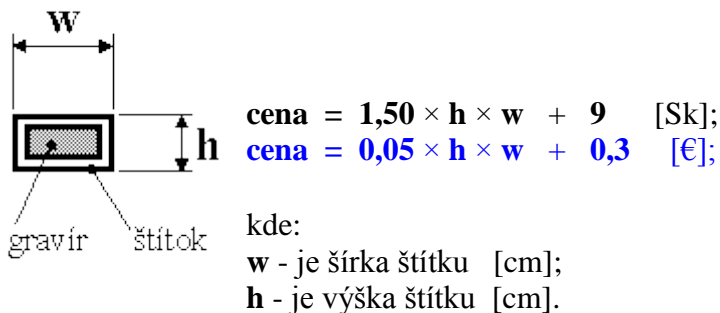 w
h
gravír štítok
cena = 1,50 × h × w + 9 [Sk];
cena = 0,05 × h × w + 0,3 [€];
kde:
w - je šírka štítku [cm];
h - je výška štítku [cm].